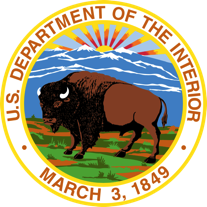 U.S. DEPARTMENT OF THE INTERIOR
MARCH 3, 1849